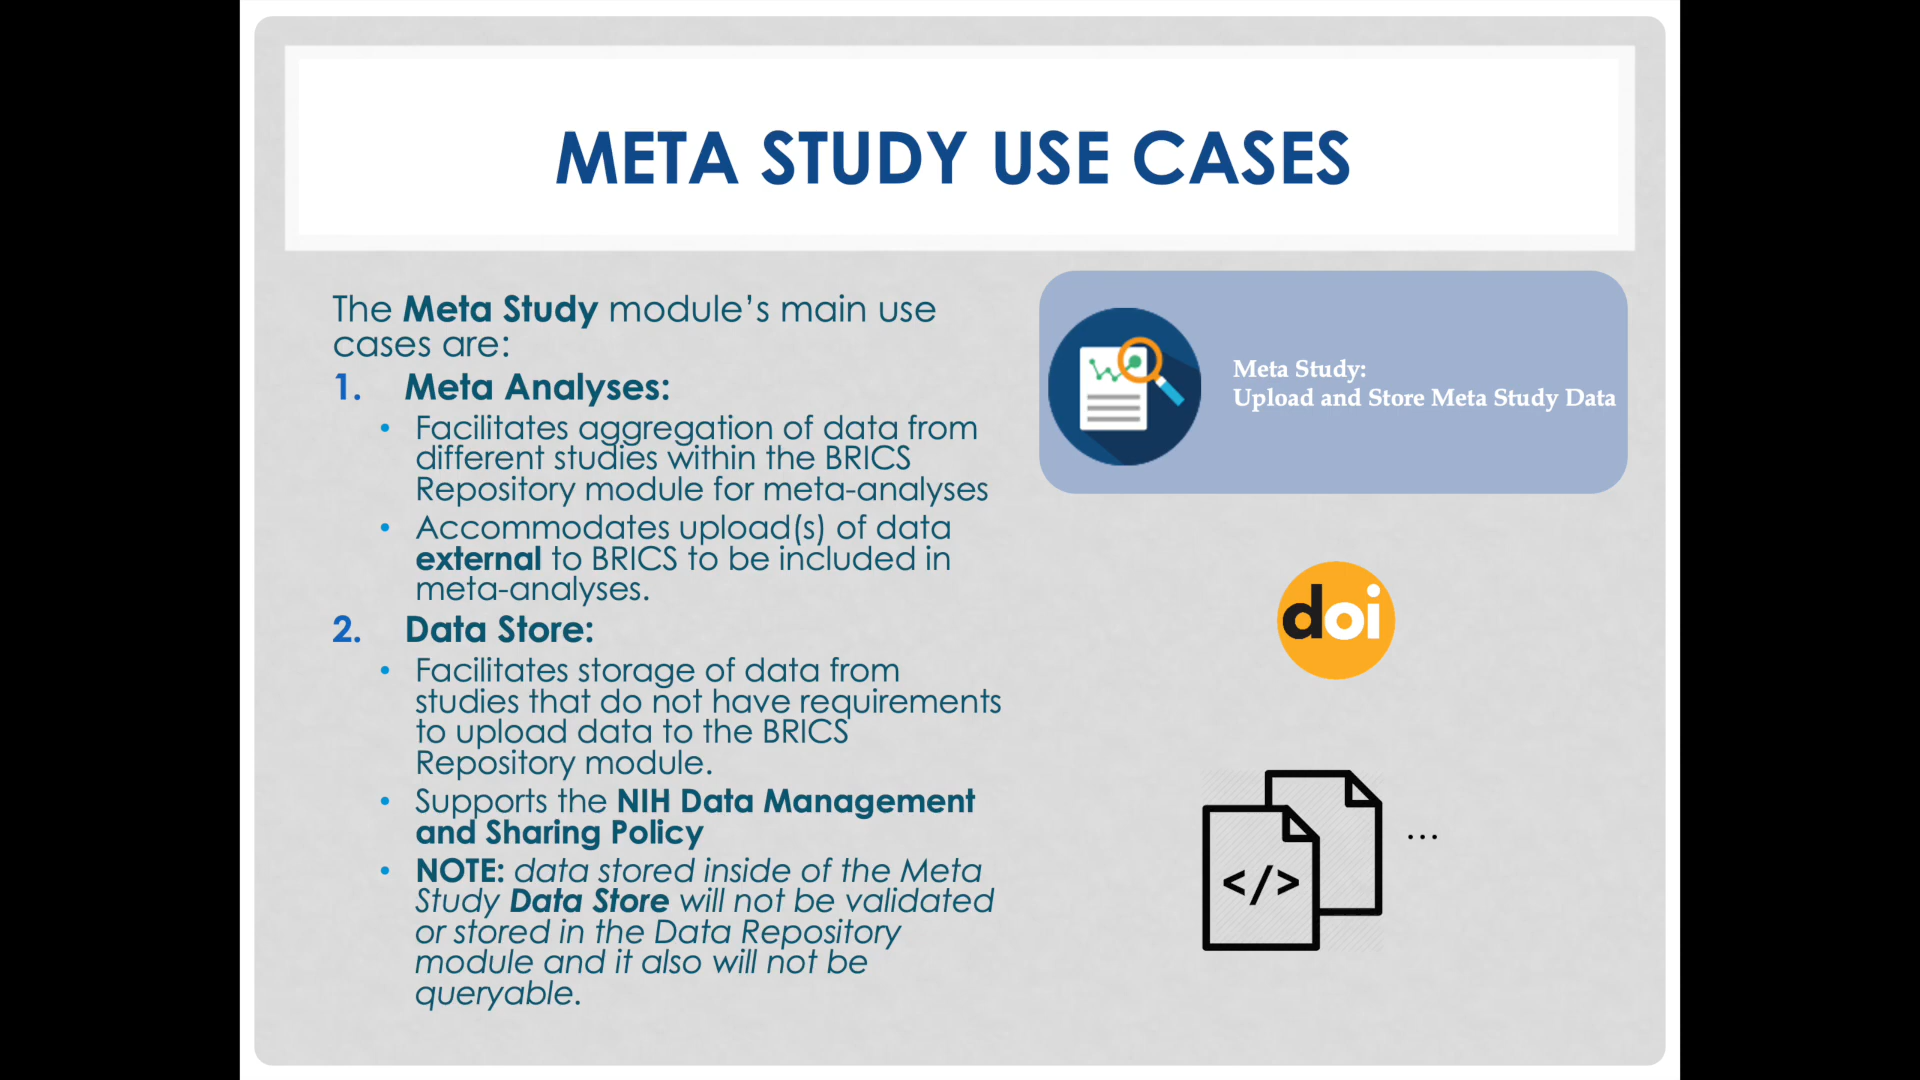 META STUDY USE CASES
The Meta Study module’s main use
cases are:
1. Meta Analyses:
• Facilitates aggregation of data from
different studies within the BRICS
Repository module for meta-analyses
• Accommodates upload(s) of data
external to BRICS to be included in
meta-analyses.
2. Data Store:
• Facilitates storage of data from
studies that do not have requirements
to upload data to the BRICS
Repository module.
• Supports the NIH Data Management
and Sharing Policy
• NOTE: data stored inside of the Meta
Study Data Store will not be validated
or stored in the Data Repository
module and it also will not be
queryable.
Meta Study:
Upload and Store Meta Study Data
doi
</>
...